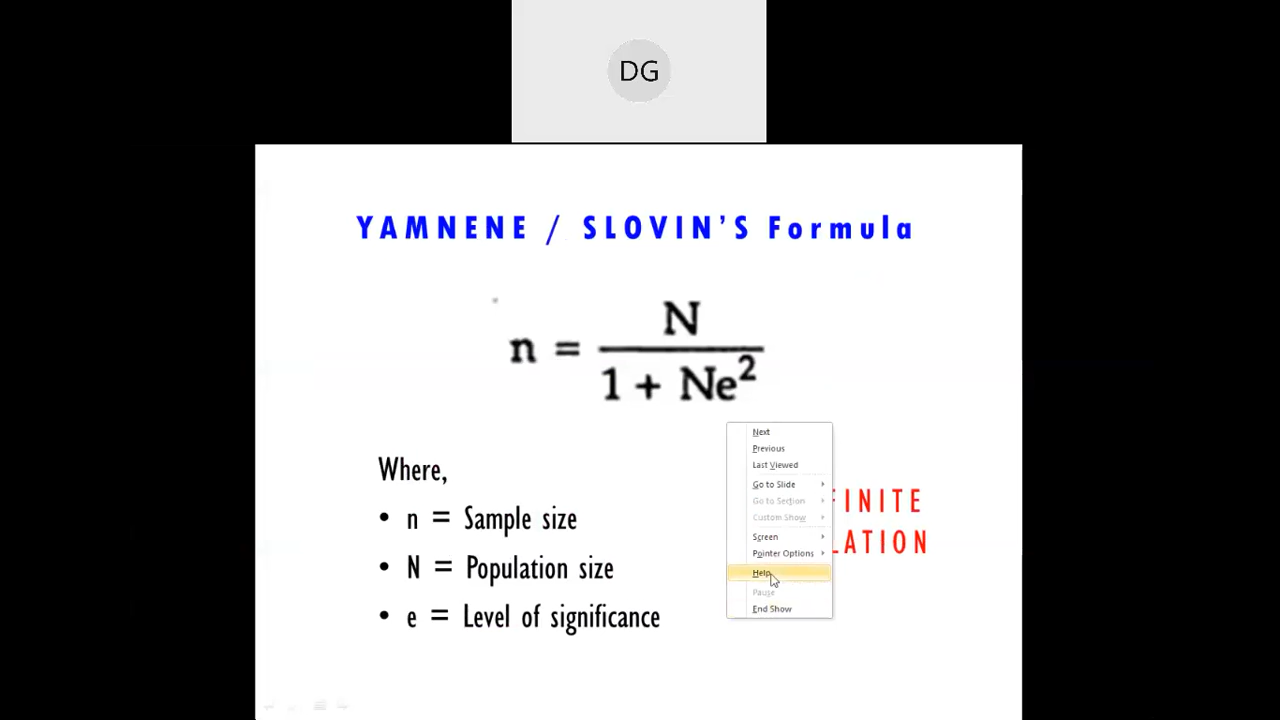 DG
YAMNENE / SLOVIN'S Formula
n = N
1 + Ne²
Where,
• n = Sample size
• N = Population size
• e = Level of significance
Next
Previous
Last Viewed
Go to Slide
Go to Section
Custom Show
Screen
Pointer Options
Help
Pause
End Show
FINITE
LATION